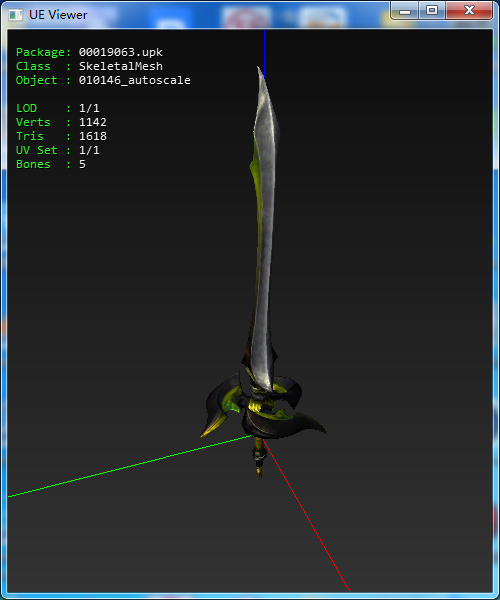 UE Viewer
Package: 00019063.upk
Class : SkeletalMesh
Object : 010146_autoscale
LOD : 1/1
Verts : 1142
Tris : 1618
UV Set : 1/1
Bones : 5